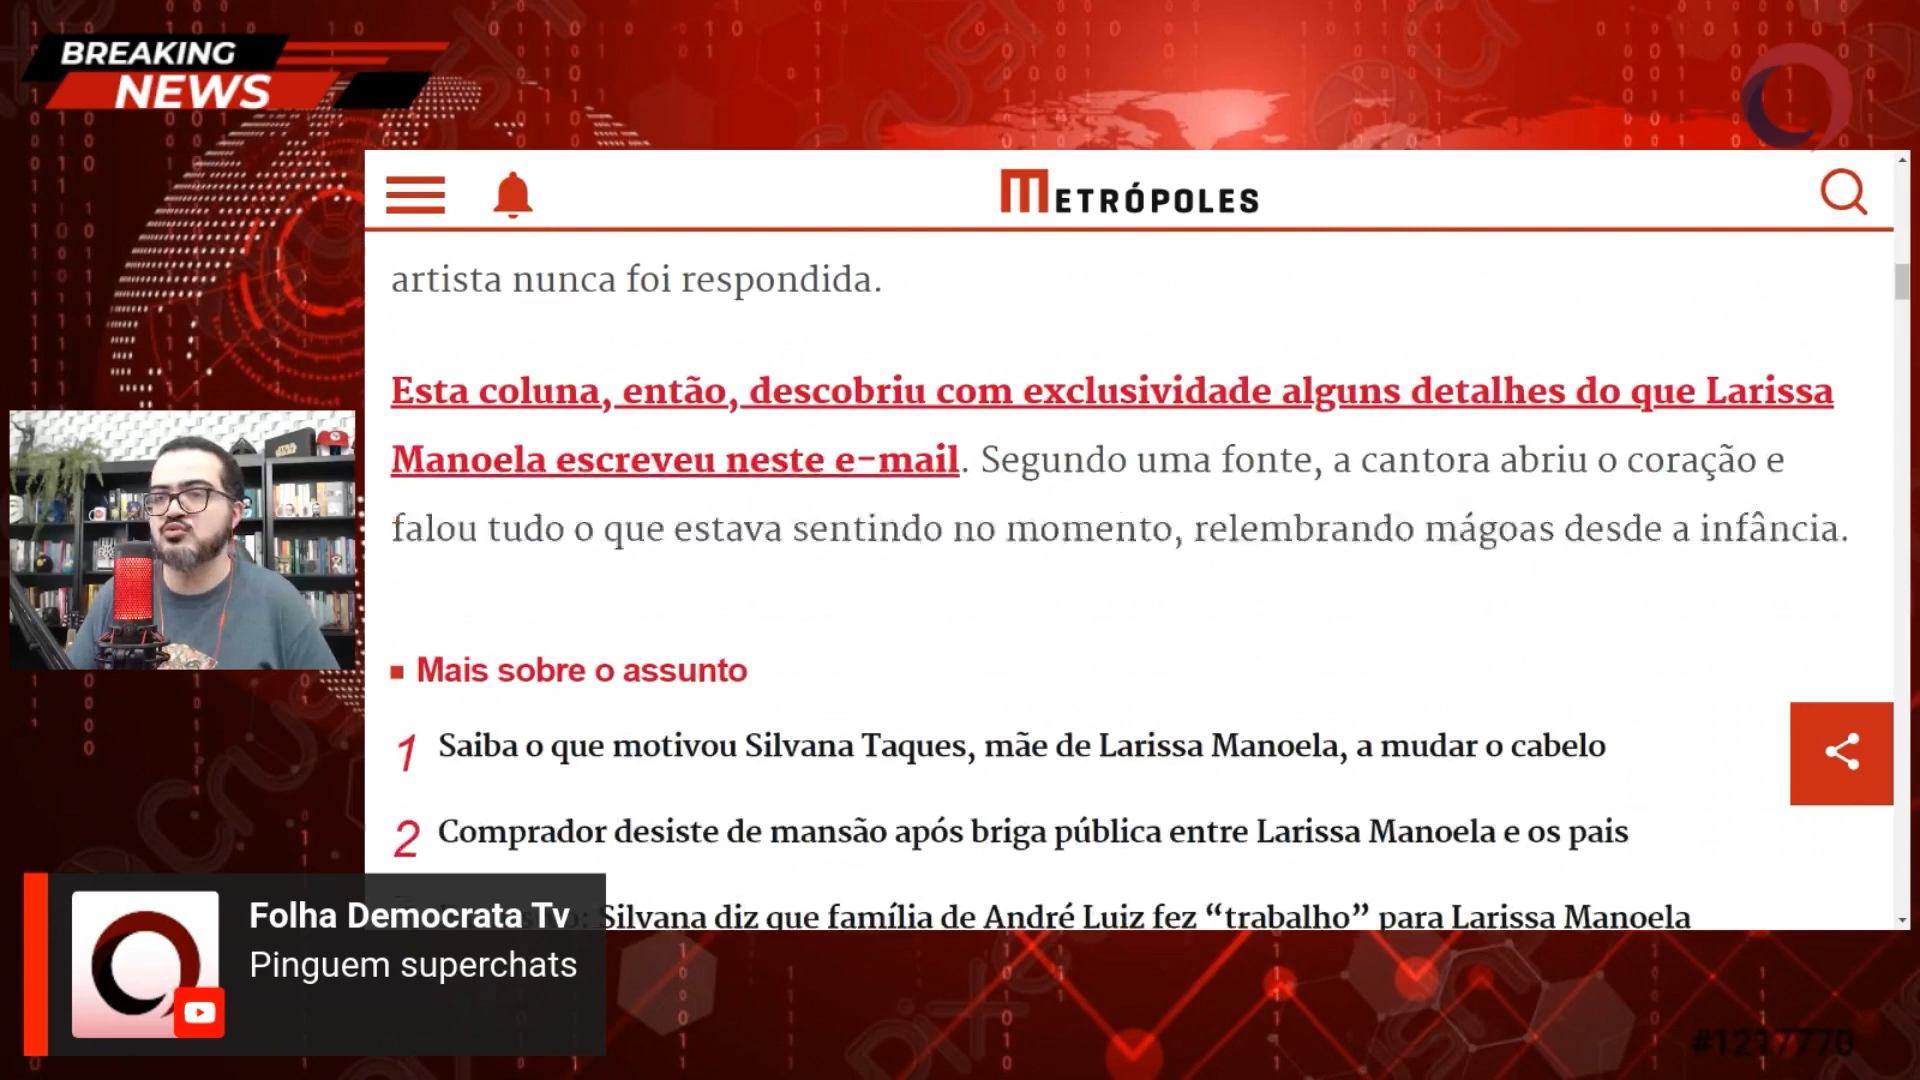 BREAKING
NEWS
METRÓPOLES
artista nunca foi respondida.
Esta coluna, então, descobriu com exclusividade alguns detalhes do que Larissa
Manoela escreveu neste e-mail. Segundo uma fonte, a cantora abriu o coração e
falou tudo o que estava sentindo no momento, relembrando mágoas desde a infância.
Mais sobre o assunto
1 Saiba o que motivou Silvana Taques, mãe de Larissa Manoela, a mudar o cabelo
2 Comprador desiste de mansão após briga pública entre Larissa Manoela e os pais
Silvana diz que família de André Luiz fez “trabalho” para Larissa Manoela
Folha Democrata Tv
Pinguem superchats